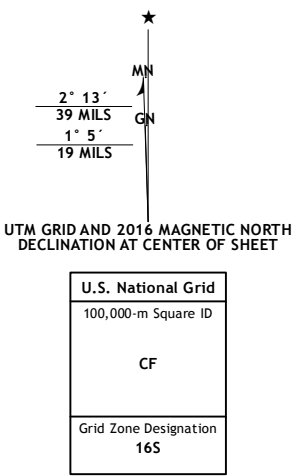 MN
2° 13´
39 MILS
GN
1° 5´
19 MILS
UTM GRID AND 2016 MAGNETIC NORTH
DECLINATION AT CENTER OF SHEET
U.S. National Grid
100,000-m Square ID
CF
Grid Zone Designation
16S